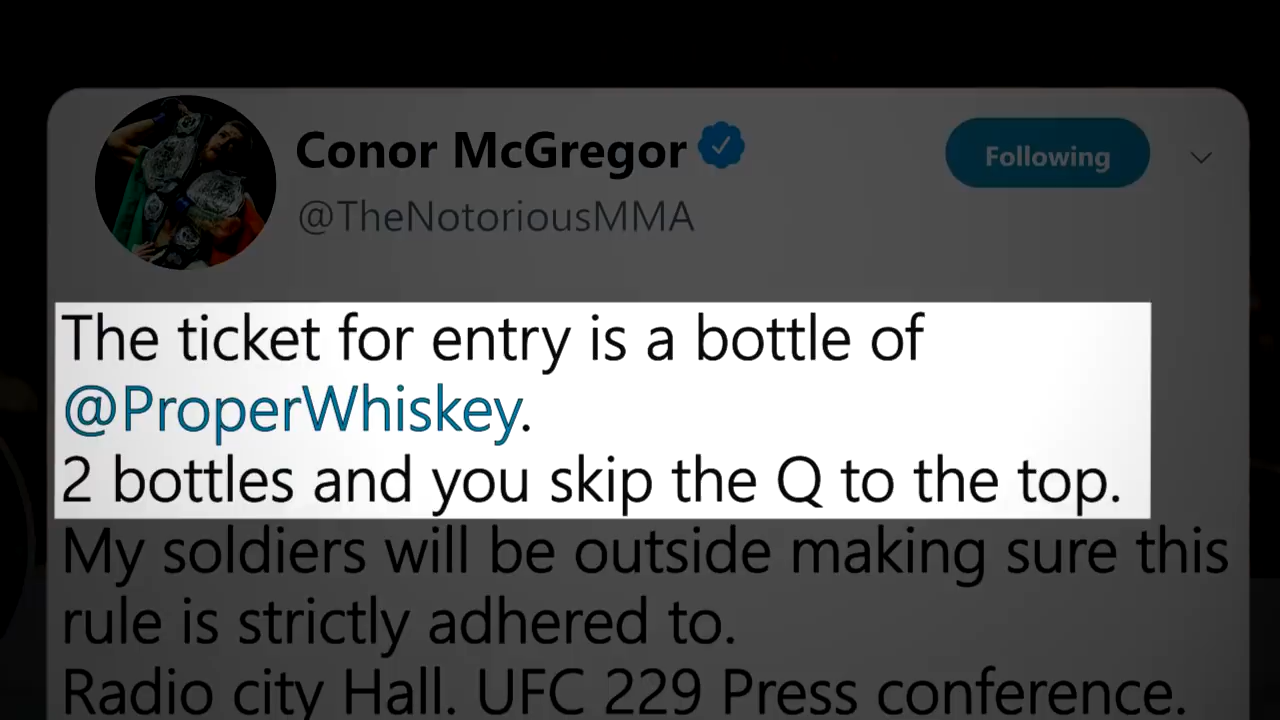 Conor McGregor
Following
@TheNotoriousMMA
The ticket for entry is a bottle of
@ProperWhiskey.
2 bottles and you skip the Q to the top.
My soldiers will be outside making sure this
rule is strictly adhered to.
Radio city Hall. UFC 229 Press conference.